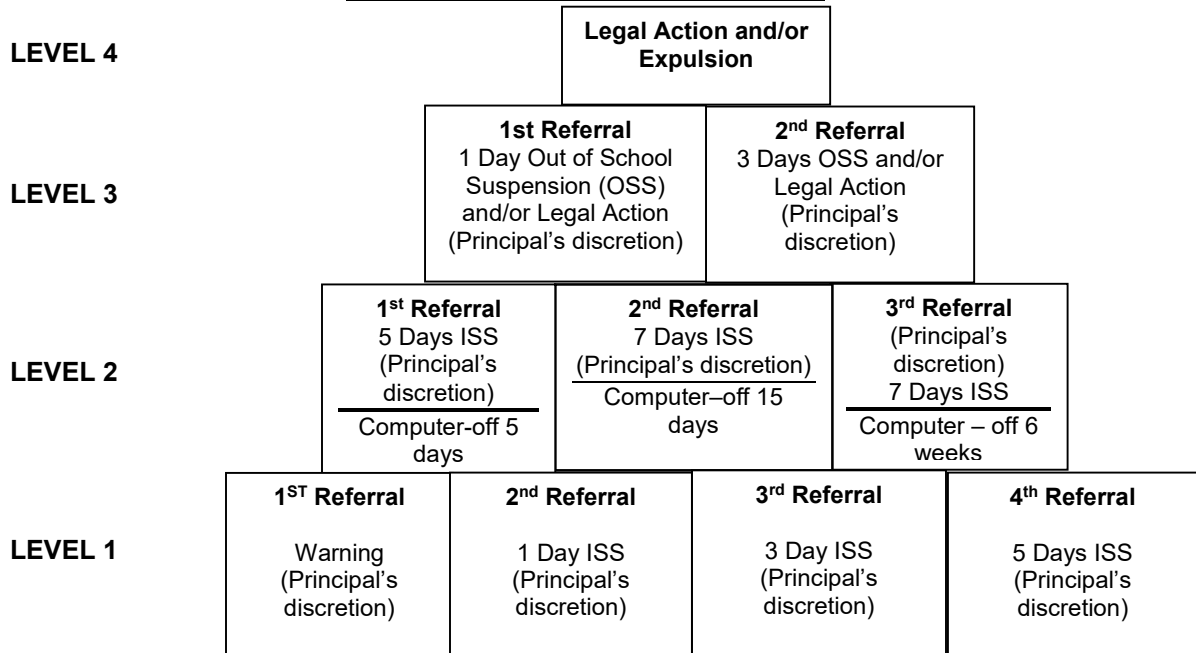 LEVEL 4
Legal Action and/or
Expulsion
LEVEL 3
1st Referral
1 Day Out of School
Suspension (OSS)
and/or Legal Action
(Principal’s discretion)
2nd Referral
3 Days OSS and/or
Legal Action
(Principal’s
discretion)
LEVEL 2
1st Referral
5 Days ISS
(Principal’s
discretion)
Computer-off 5
days
2nd Referral
7 Days ISS
(Principal’s discretion)
Computer–off 15
days
3rd Referral
(Principal’s
discretion)
7 Days ISS
Computer – off 6
weeks
LEVEL 1
1ST Referral
Warning
(Principal’s
discretion)
2nd Referral
1 Day ISS
(Principal’s
discretion)
3rd Referral
3 Day ISS
(Principal’s
discretion)
4th Referral
5 Days ISS
(Principal’s
discretion)